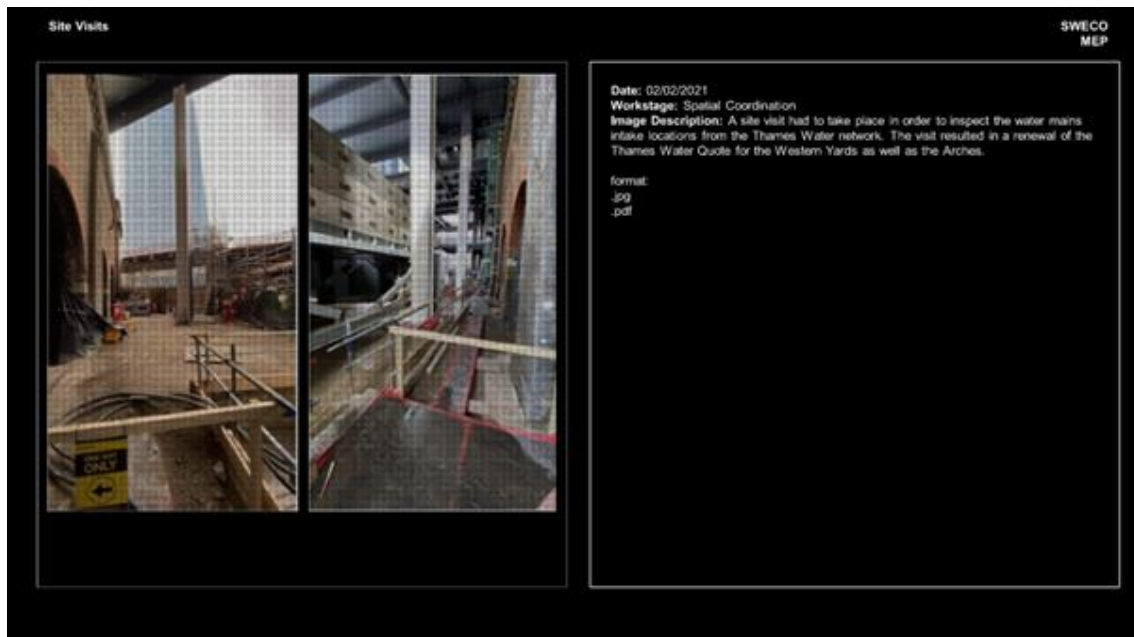 Site Visits
SWECO
MEP
Date: 02/02/2021
Workstage: Spatial Coordination
Image Description: A site visit had to take place in order to inspect the water mains
intake locations from the Thames Water network. The visit resulted in a renewal of the
Thames Water Quote for the Western Yards as well as the Arches.
format:
.jpg
.pdf
ONE WAY
ONLY